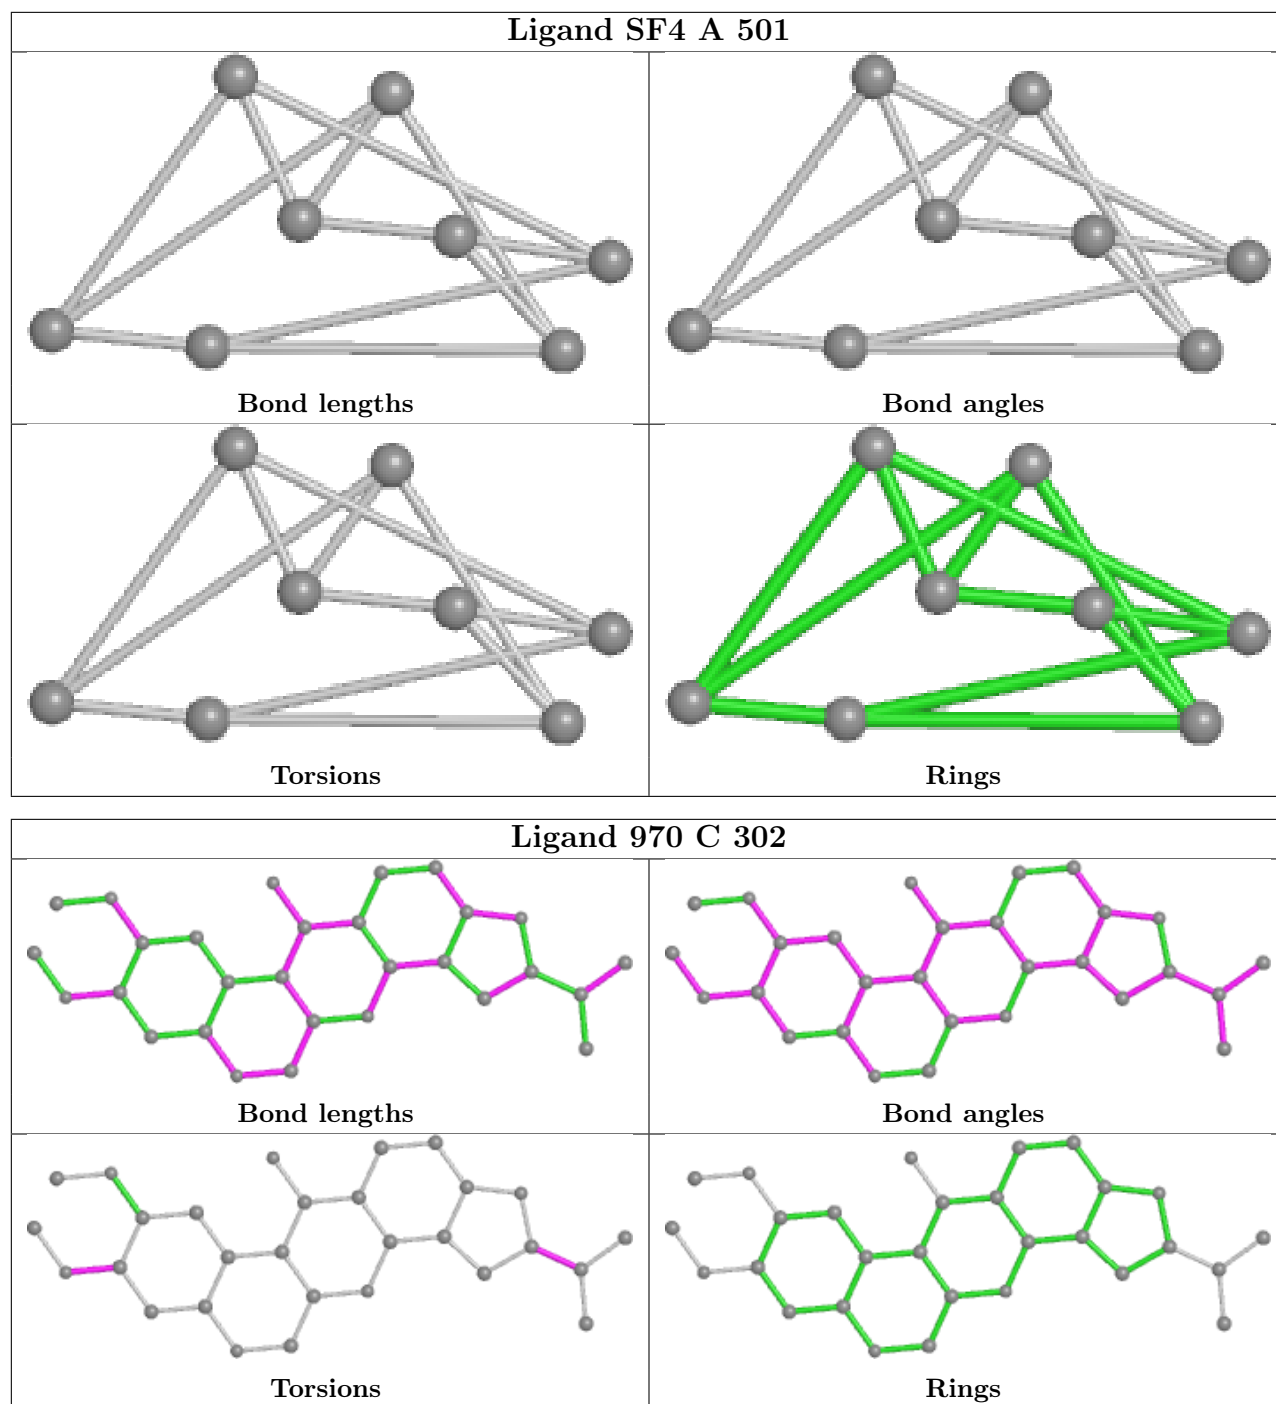 Ligand SF4 A 501
Bond lengths
Bond angles
Torsions
Rings
Ligand 970 C 302
Bond lengths
Bond angles
Torsions
Rings